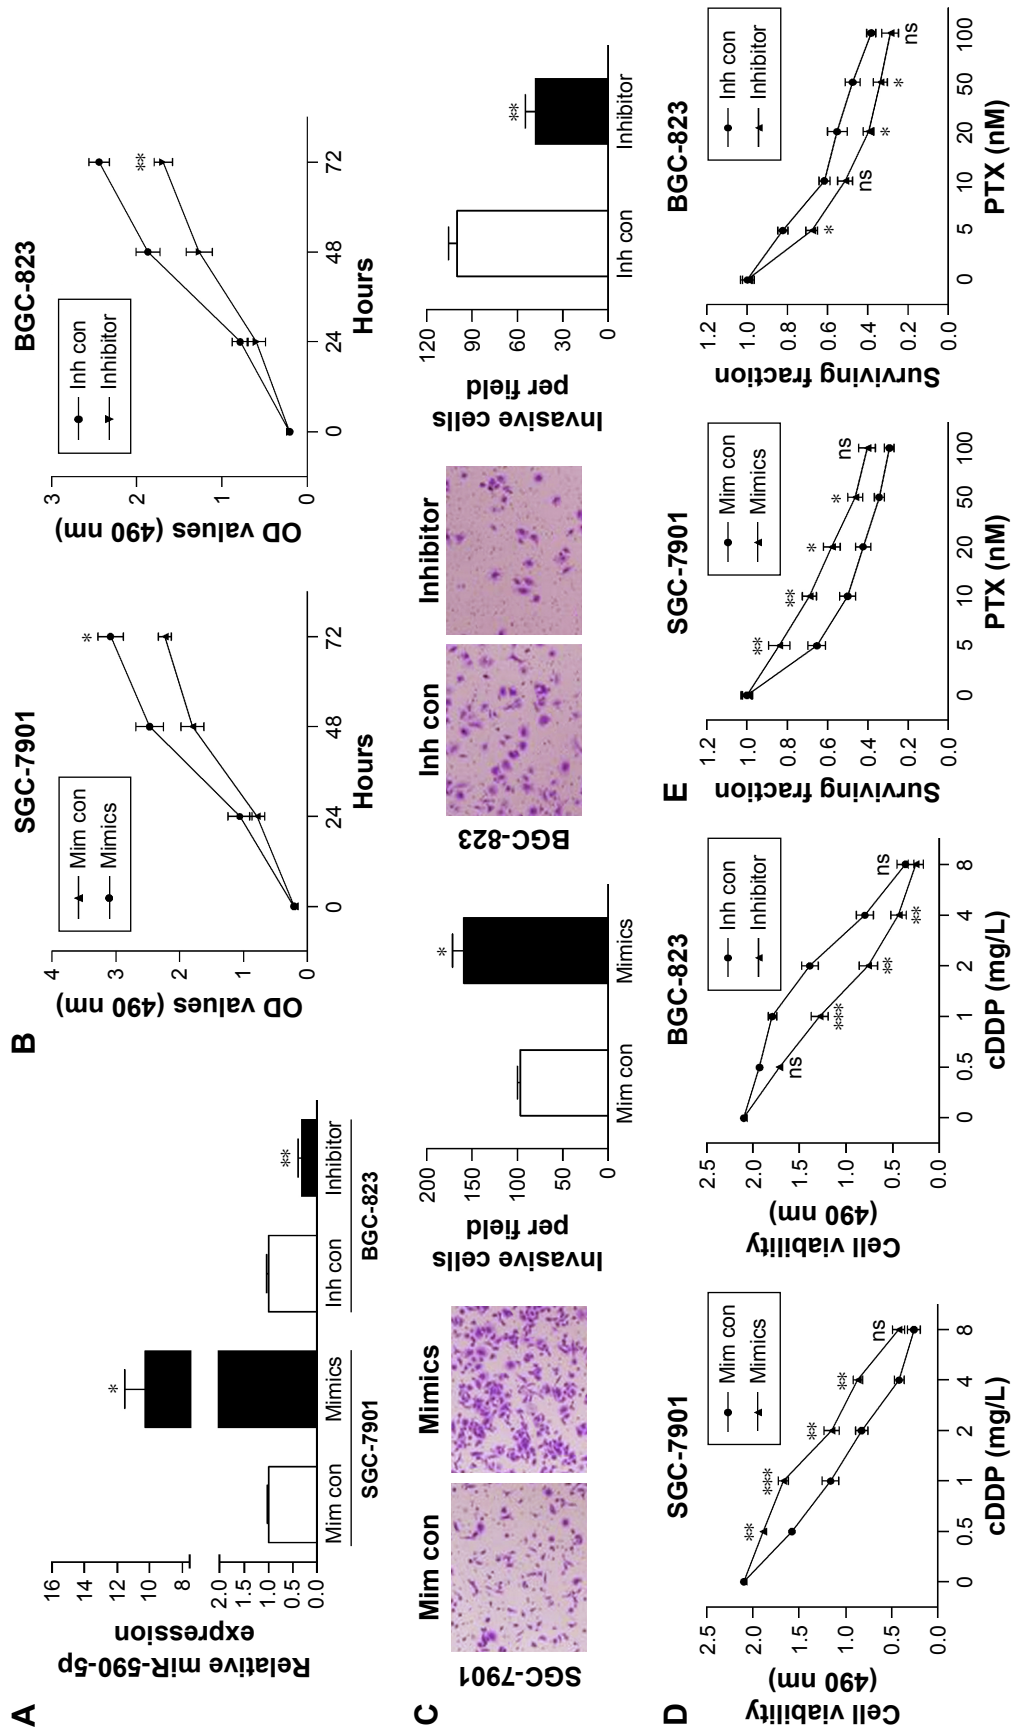 A
Relative miR-590-5p
expression
16
14
12
10
8
2.0
1.5
1.0
0.5
0.0
*
**
Mim con Mimics Inh con Inhibitor
SGC-7901 BGC-823
B
SGC-7901
OD values (490 nm)
4
3
2
1
0
Mim con
Mimics
*
0 24 48 72
Hours
BGC-823
OD values (490 nm)
3
2
1
0
Inh con
Inhibitor
**
0 24 48 72
Hours
C
Mim con Mimics
SGC-7901
Invasive cells
per field
200
150
100
50
0
*
Mim con Mimics
Inh con Inhibitor
BGC-823
Invasive cells
per field
120
90
60
30
0
**
Inh con Inhibitor
D
SGC-7901
Cell viability
(490 nm)
2.5
2.0
1.5
1.0
0.5
0.0
Mim con
Mimics
** *** ** ** ns
0 0.5 1 2 4 8
cDDP (mg/L)
BGC-823
Cell viability
(490 nm)
2.5
2.0
1.5
1.0
0.5
0.0
Inh con
Inhibitor
ns *** ** ** ns
0 0.5 1 2 4 8
cDDP (mg/L)
E
SGC-7901
Surviving fraction
1.2
1.0
0.8
0.6
0.4
0.2
0.0
Mim con
Mimics
** ** * * ns
0 5 10 20 50 100
PTX (nM)
BGC-823
Surviving fraction
1.2
1.0
0.8
0.6
0.4
0.2
0.0
Inh con
Inhibitor
* ns * * ns
0 5 10 20 50 100
PTX (nM)